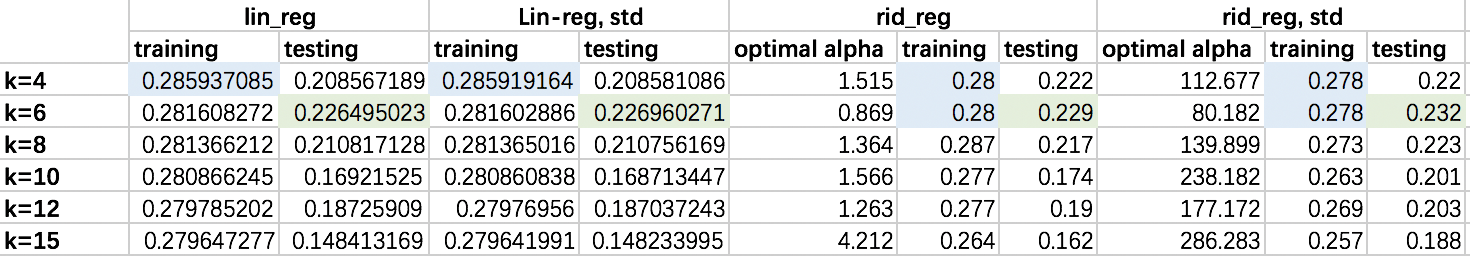 lin_reg Lin-reg, std rid_reg rid_reg, std
training testing training testing optimal alpha training testing optimal alpha training testing
k=4 0.285937085 0.208567189 0.285919164 0.208581086 1.515 0.28 0.222 112.677 0.278 0.22
k=6 0.281608272 0.226495023 0.281602886 0.226960271 0.869 0.28 0.229 80.182 0.278 0.232
k=8 0.281366212 0.210817128 0.281365016 0.210756169 1.364 0.287 0.217 139.899 0.273 0.223
k=10 0.280866245 0.16921525 0.280860838 0.168713447 1.566 0.277 0.174 238.182 0.263 0.201
k=12 0.279785202 0.18725909 0.27976956 0.187037243 1.263 0.277 0.19 177.172 0.269 0.203
k=15 0.279647277 0.148413169 0.279641991 0.148233995 4.212 0.264 0.162 286.283 0.257 0.188